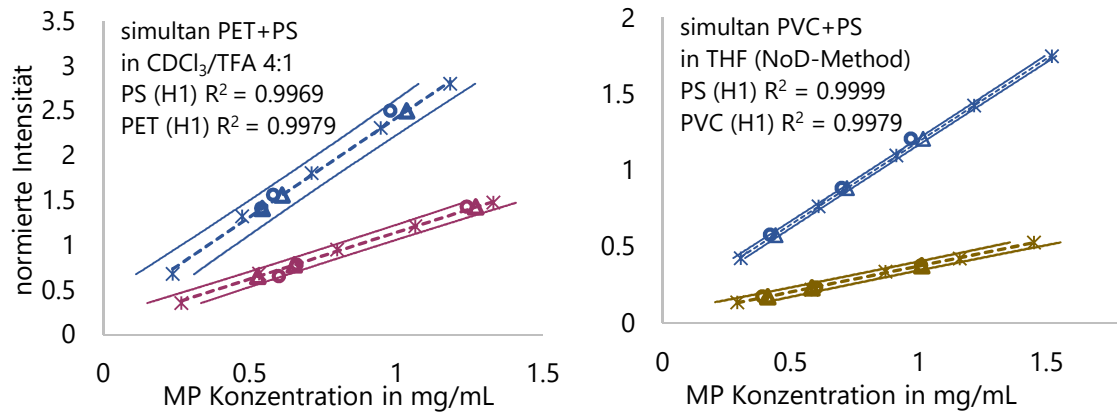 simultan PET+PS
in CDCl₃/TFA 4:1
PS (H1) R² = 0.9969
PET (H1) R² = 0.9979
normierte Intensität
3.5
3
2.5
2
1.5
1
0.5
0
0
0.5
1
1.5
MP Konzentration in mg/mL
simultan PVC+PS
in THF (NoD-Method)
PS (H1) R² = 0.9999
PVC (H1) R² = 0.9979
2
1.5
1
0.5
0
0
0.5
1
1.5
MP Konzentration in mg/mL